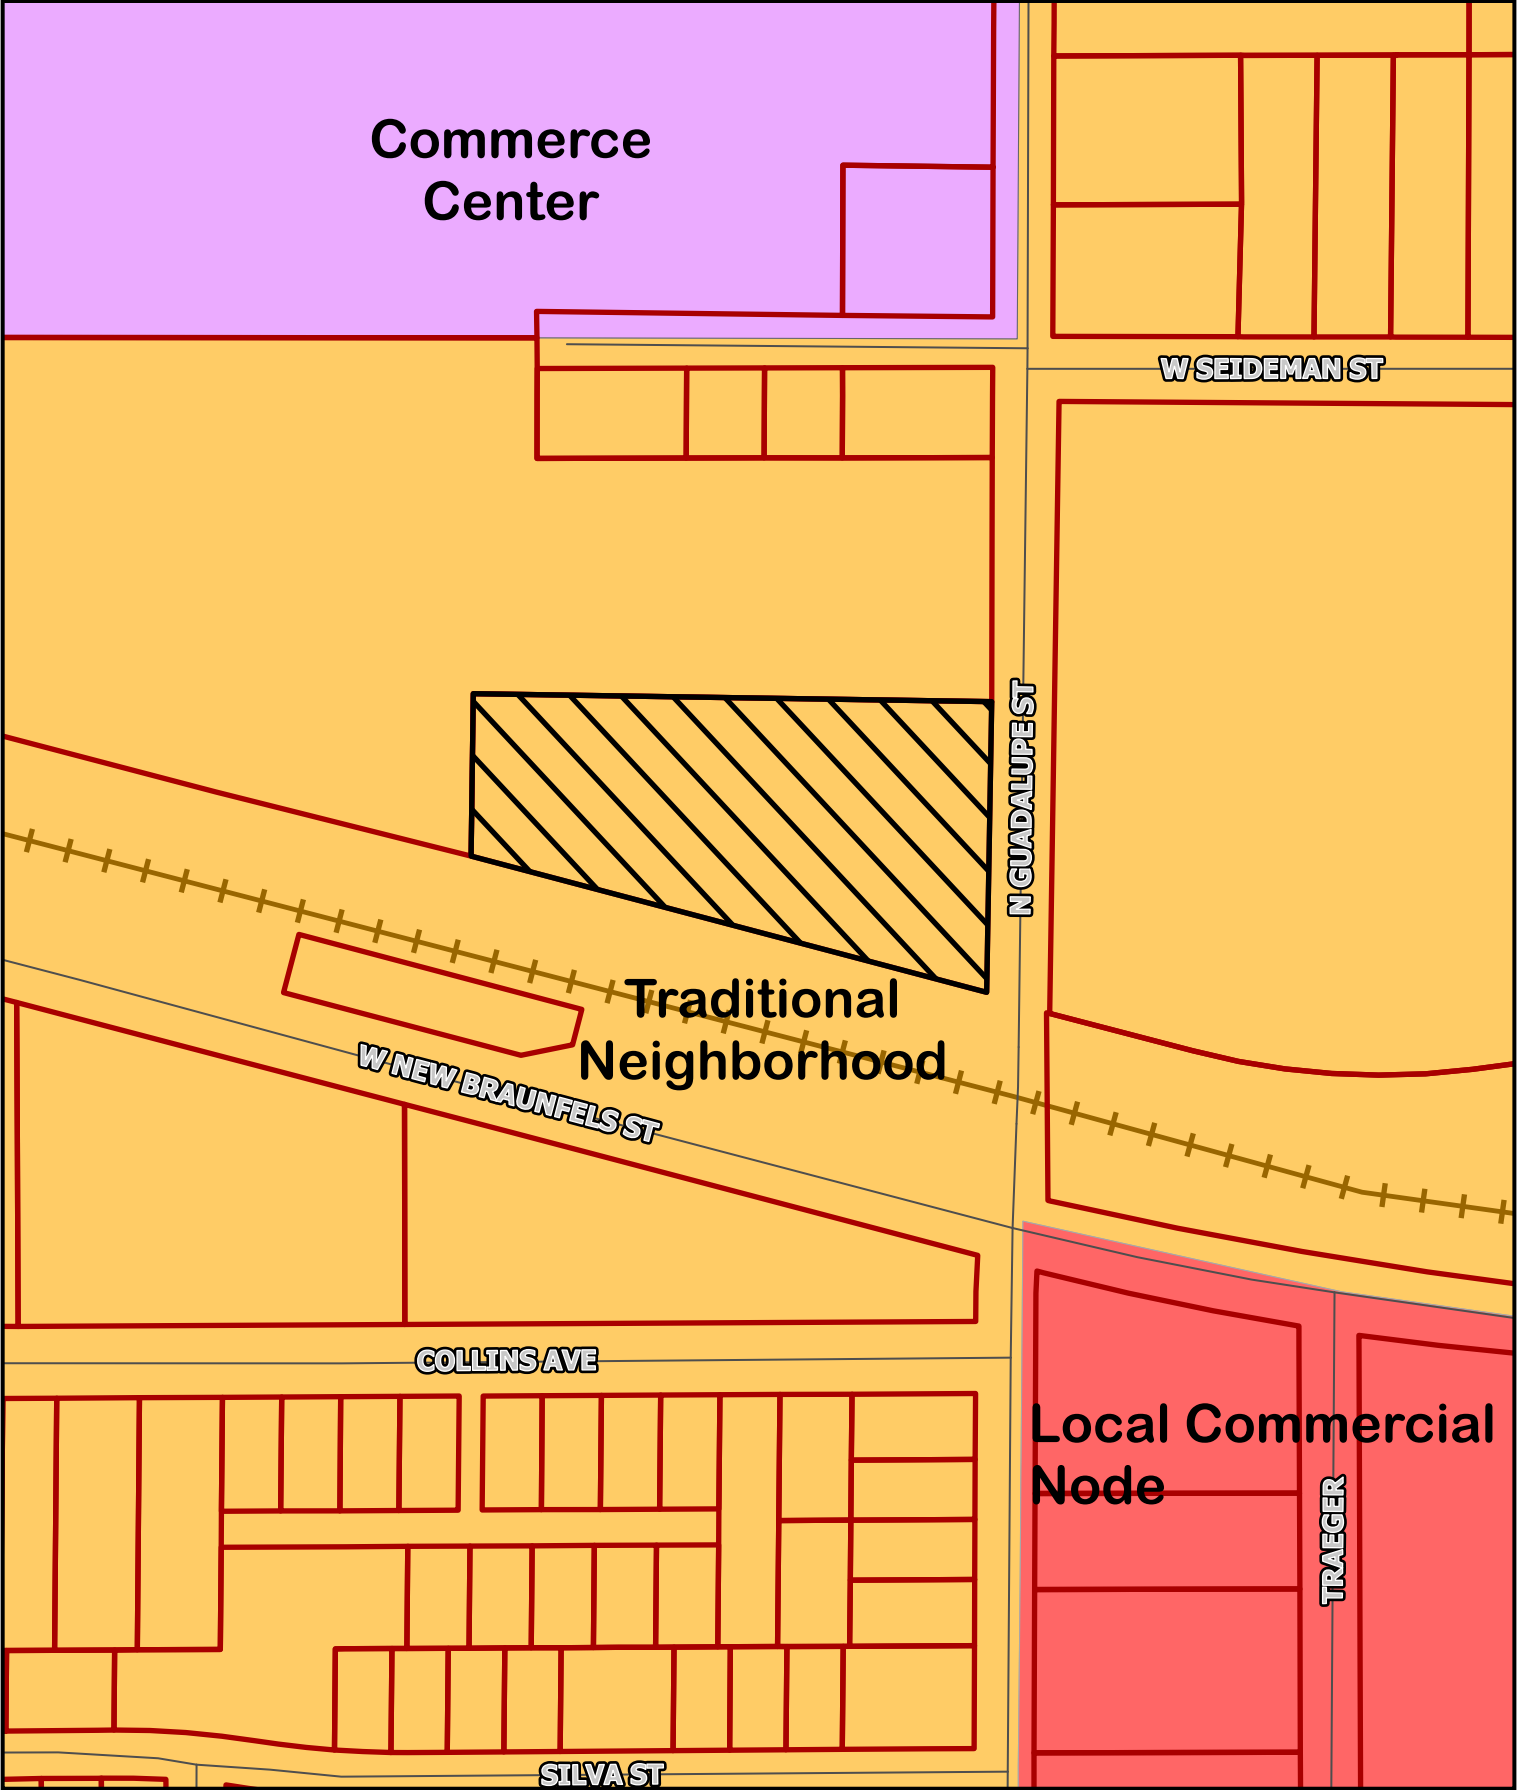 Commerce
Center
W SEIDEMAN ST
N GUADALUPE ST
Traditional
Neighborhood
W NEW BRAUNFELS ST
COLLINS AVE
Local Commercial
Node
TRAEGER
SILVA ST